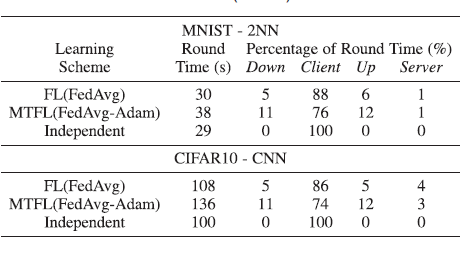 MNIST - 2NN
Learning Round Percentage of Round Time (%)
Scheme Time (s) Down Client Up Server
FL(FedAvg) 30 5 88 6 1
MTFL(FedAvg-Adam) 38 11 76 12 1
Independent 29 0 100 0 0
CIFAR10 - CNN
FL(FedAvg) 108 5 86 5 4
MTFL(FedAvg-Adam) 136 11 74 12 3
Independent 100 0 100 0 0